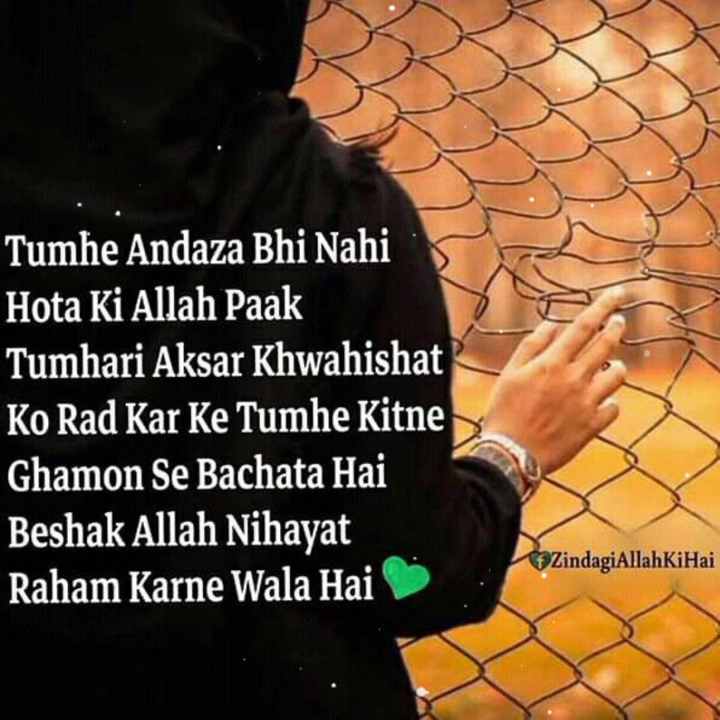 Tumhe Andaza Bhi Nahi
Hota Ki Allah Paak
Tumhari Aksar Khwahishat
Ko Rad Kar Ke Tumhe Kitne
Ghamon Se Bachata Hai
Beshak Allah Nihayat
Raham Karne Wala Hai
ZindagiAllahKiHai